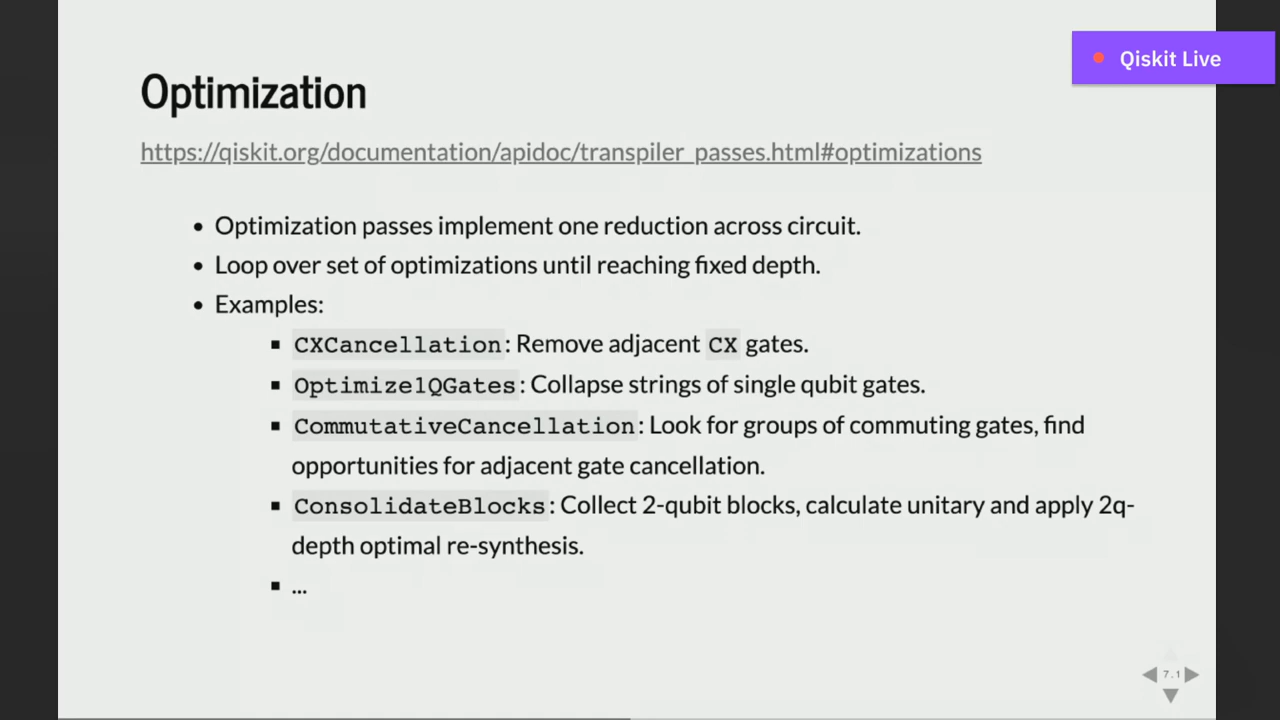 Qiskit Live
Optimization
https://qiskit.org/documentation/apidoc/transpiler_passes.html#optimizations
• Optimization passes implement one reduction across circuit.
• Loop over set of optimizations until reaching fixed depth.
• Examples:
▪ CXCancellation: Remove adjacent CX gates.
▪ Optimize1QGates: Collapse strings of single qubit gates.
▪ CommutativeCancellation: Look for groups of commuting gates, find
opportunities for adjacent gate cancellation.
▪ ConsolidateBlocks: Collect 2-qubit blocks, calculate unitary and apply 2q-
depth optimal re-synthesis.
▪ ...
7.1